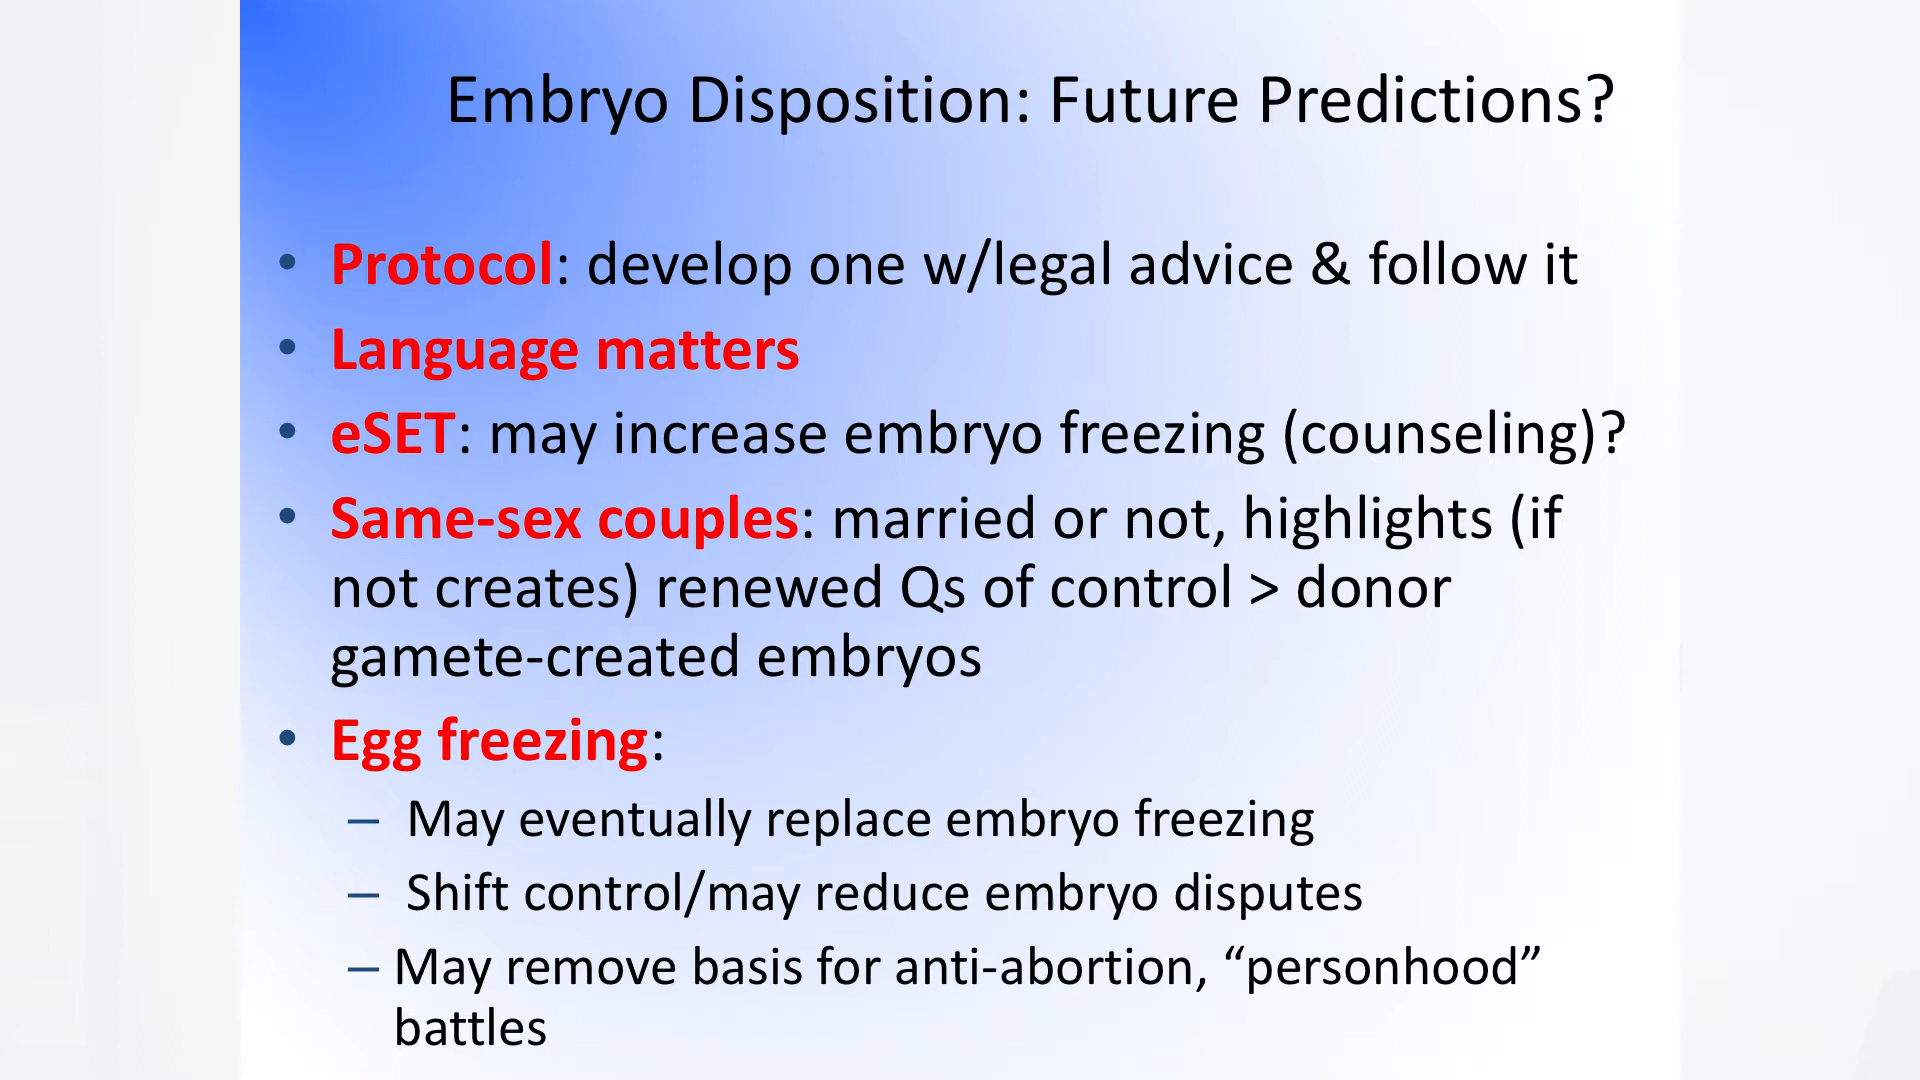 Embryo Disposition: Future Predictions?
• Protocol: develop one w/legal advice & follow it
• Language matters
• eSET: may increase embryo freezing (counseling)?
• Same-sex couples: married or not, highlights (if
not creates) renewed Qs of control > donor
gamete-created embryos
• Egg freezing:
– May eventually replace embryo freezing
– Shift control/may reduce embryo disputes
– May remove basis for anti-abortion, “personhood”
battles